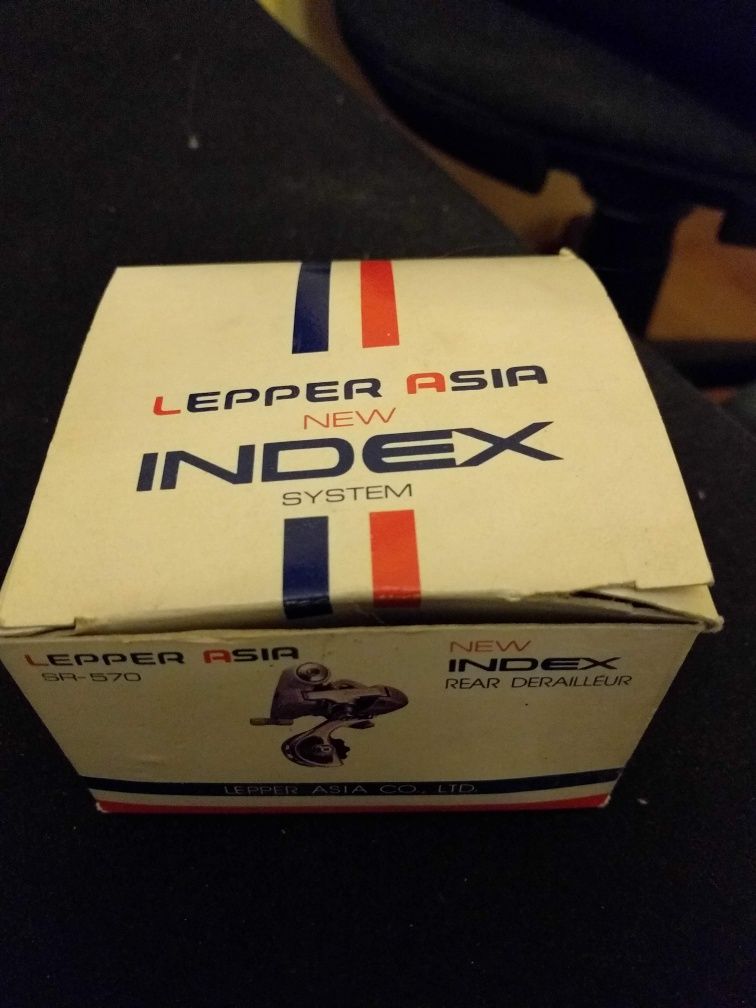 LEPPER ASIA
NEW
INDEX
SYSTEM
LEPPER ASIA
SR-570
NEW
INDEX
REAR DERAILLEUR
LEPPER ASIA CO., LTD.